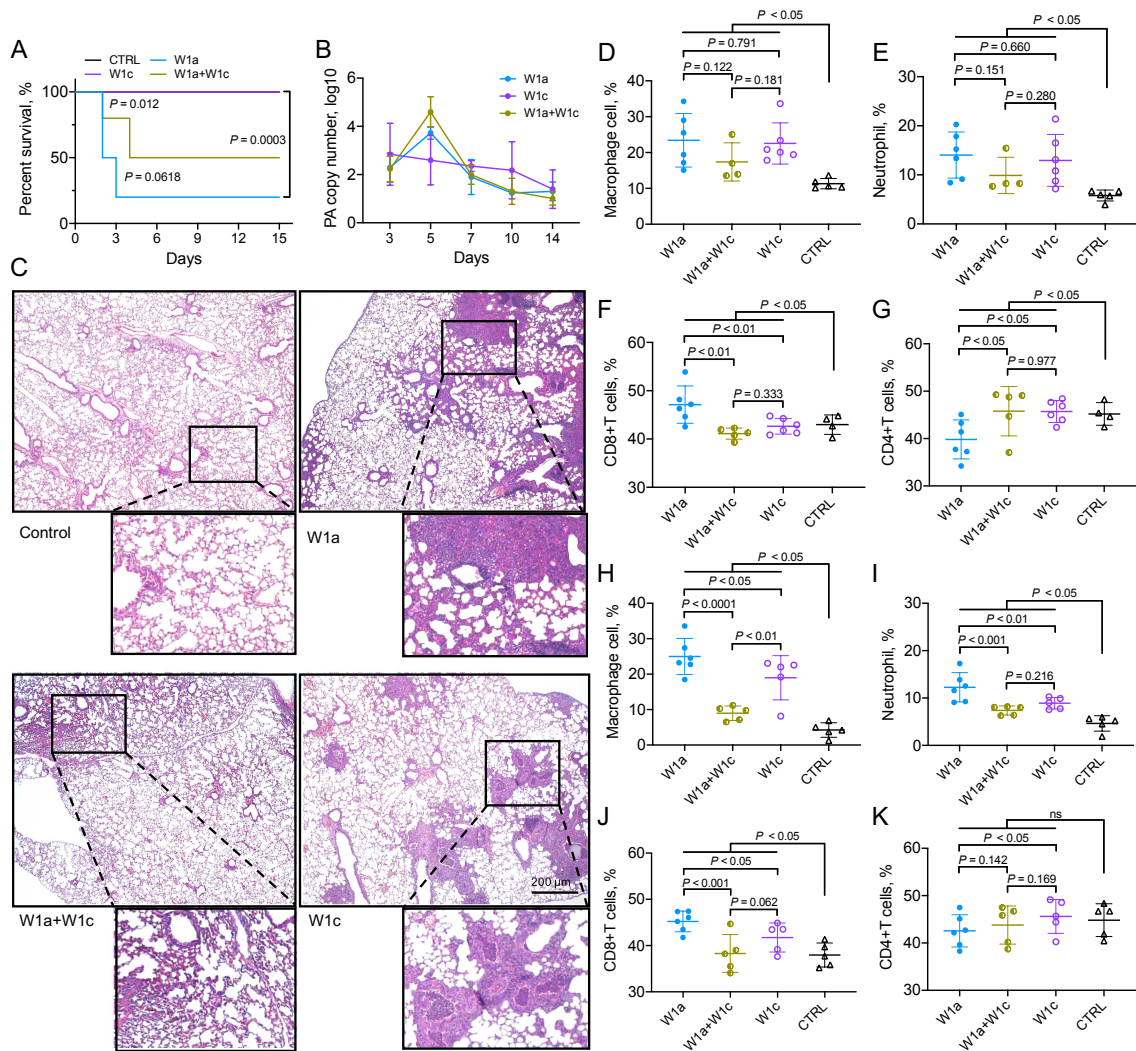 A
CTRL
W1a
W1c
W1a+W1c
Percent survival, %
100
50
0
P = 0.012
P = 0.0003
P = 0.0618
0
3
6
9
12
15
Days
B
PA copy number, log10
6
4
2
0
W1a
W1c
W1a+W1c
3
5
7
10
14
Days
C
Control
W1a
W1a+W1c
W1c
200 μm
D
Macrophage cell, %
40
30
20
10
0
P < 0.05
P = 0.791
P = 0.122
P = 0.181
W1a
W1a+W1c
W1c
CTRL
E
Neutrophil, %
30
20
10
0
P < 0.05
P = 0.660
P = 0.151
P = 0.280
W1a
W1a+W1c
W1c
CTRL
F
CD8+T cells, %
60
50
40
30
P < 0.05
P < 0.01
P < 0.01
P = 0.333
W1a
W1a+W1c
W1c
CTRL
G
CD4+T cells, %
60
50
40
30
P < 0.05
P < 0.05
P < 0.05
P = 0.977
W1a
W1a+W1c
W1c
CTRL
H
Macrophage cell, %
40
30
20
10
0
P < 0.05
P < 0.05
P < 0.0001
P < 0.01
W1a
W1a+W1c
W1c
CTRL
I
Neutrophil, %
30
20
10
0
P < 0.05
P < 0.01
P < 0.001
P = 0.216
W1a
W1a+W1c
W1c
CTRL
J
CD8+T cells, %
60
50
40
30
P < 0.05
P < 0.05
P < 0.001
P = 0.062
W1a
W1a+W1c
W1c
CTRL
K
CD4+T cells, %
60
50
40
30
ns
P < 0.05
P = 0.142
P = 0.169
W1a
W1a+W1c
W1c
CTRL